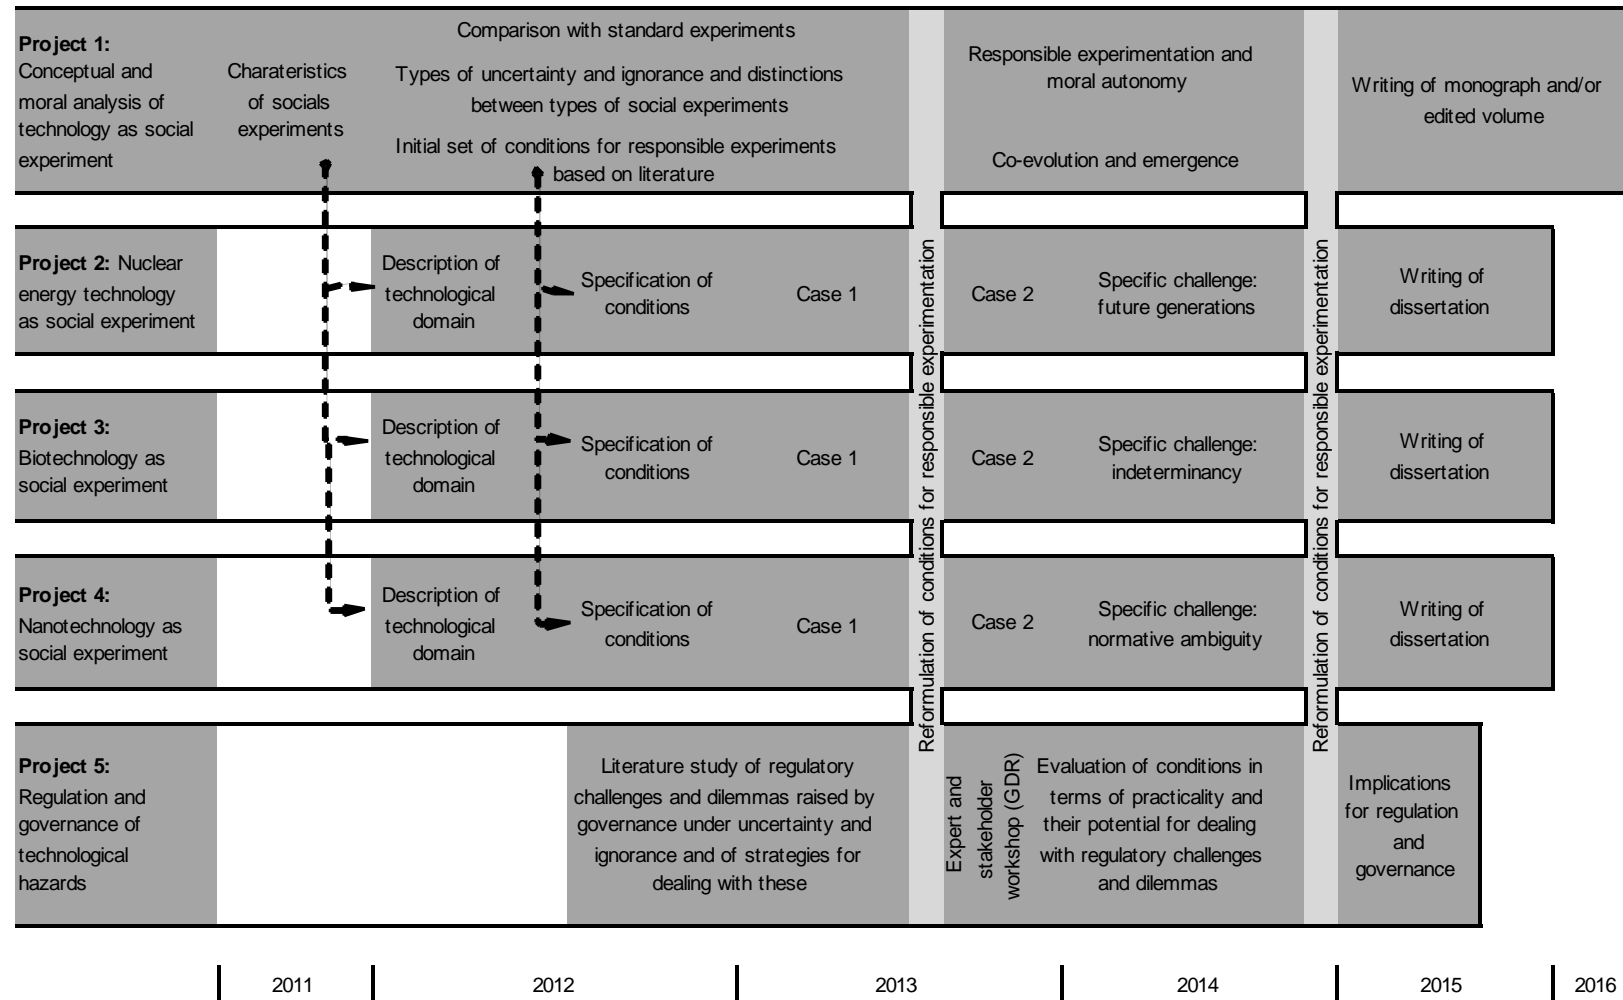 Project 1:
Conceptual and
moral analysis of
technology as social
experiment
Charateristics
of socials
experiments
Comparison with standard experiments
Types of uncertainty and ignorance and distinctions
between types of social experiments
Initial set of conditions for responsible experiments
based on literature
Responsible experimentation and
moral autonomy
Co-evolution and emergence
Writing of monograph and/or
edited volume
Reformulation of conditions for responsible experimentation
Reformulation of conditions for responsible experimentation
Project 2: Nuclear
energy technology
as social experiment
Description of
technological
domain
Specification of
conditions
Case 1
Case 2
Specific challenge:
future generations
Writing of
dissertation
Project 3:
Biotechnology as
social experiment
Description of
technological
domain
Specification of
conditions
Case 1
Case 2
Specific challenge:
indeterminancy
Writing of
dissertation
Project 4:
Nanotechnology as
social experiment
Description of
technological
domain
Specification of
conditions
Case 1
Case 2
Specific challenge:
normative ambiguity
Writing of
dissertation
Project 5:
Regulation and
governance of
technological
hazards
Literature study of regulatory
challenges and dilemmas raised by
governance under uncertainty and
ignorance and of strategies for
dealing with these
Expert and
stakeholder
workshop (GDR)
Evaluation of conditions in
terms of practicality and
their potential for dealing
with regulatory challenges
and dilemmas
Implications
for regulation
and
governance
2011
2012
2013
2014
2015
2016